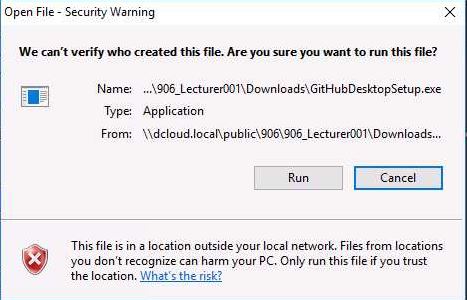 Open File - Security Warning
We can't verify who created this file. Are you sure you want to run this file?
Name: ...\906_Lecturer001\Downloads\GitHubDesktopSetup.exe
Type: Application
From: \\dcloud.local\public\906\906_Lecturer001\Downloads...
Run Cancel
This file is in a location outside your local network. Files from locations
you don't recognize can harm your PC. Only run this file if you trust
the location. What's the risk?